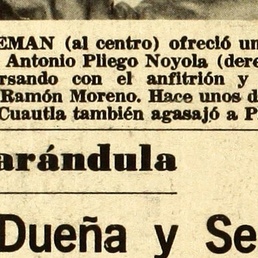 EMAN (al centro) ofreció un
Antonio Pliego Noyola (dere
rsando con el anfitrión y
Ramón Moreno. Hace unos d
Cuautla también agasajó a P
arándula
Dueña y Se